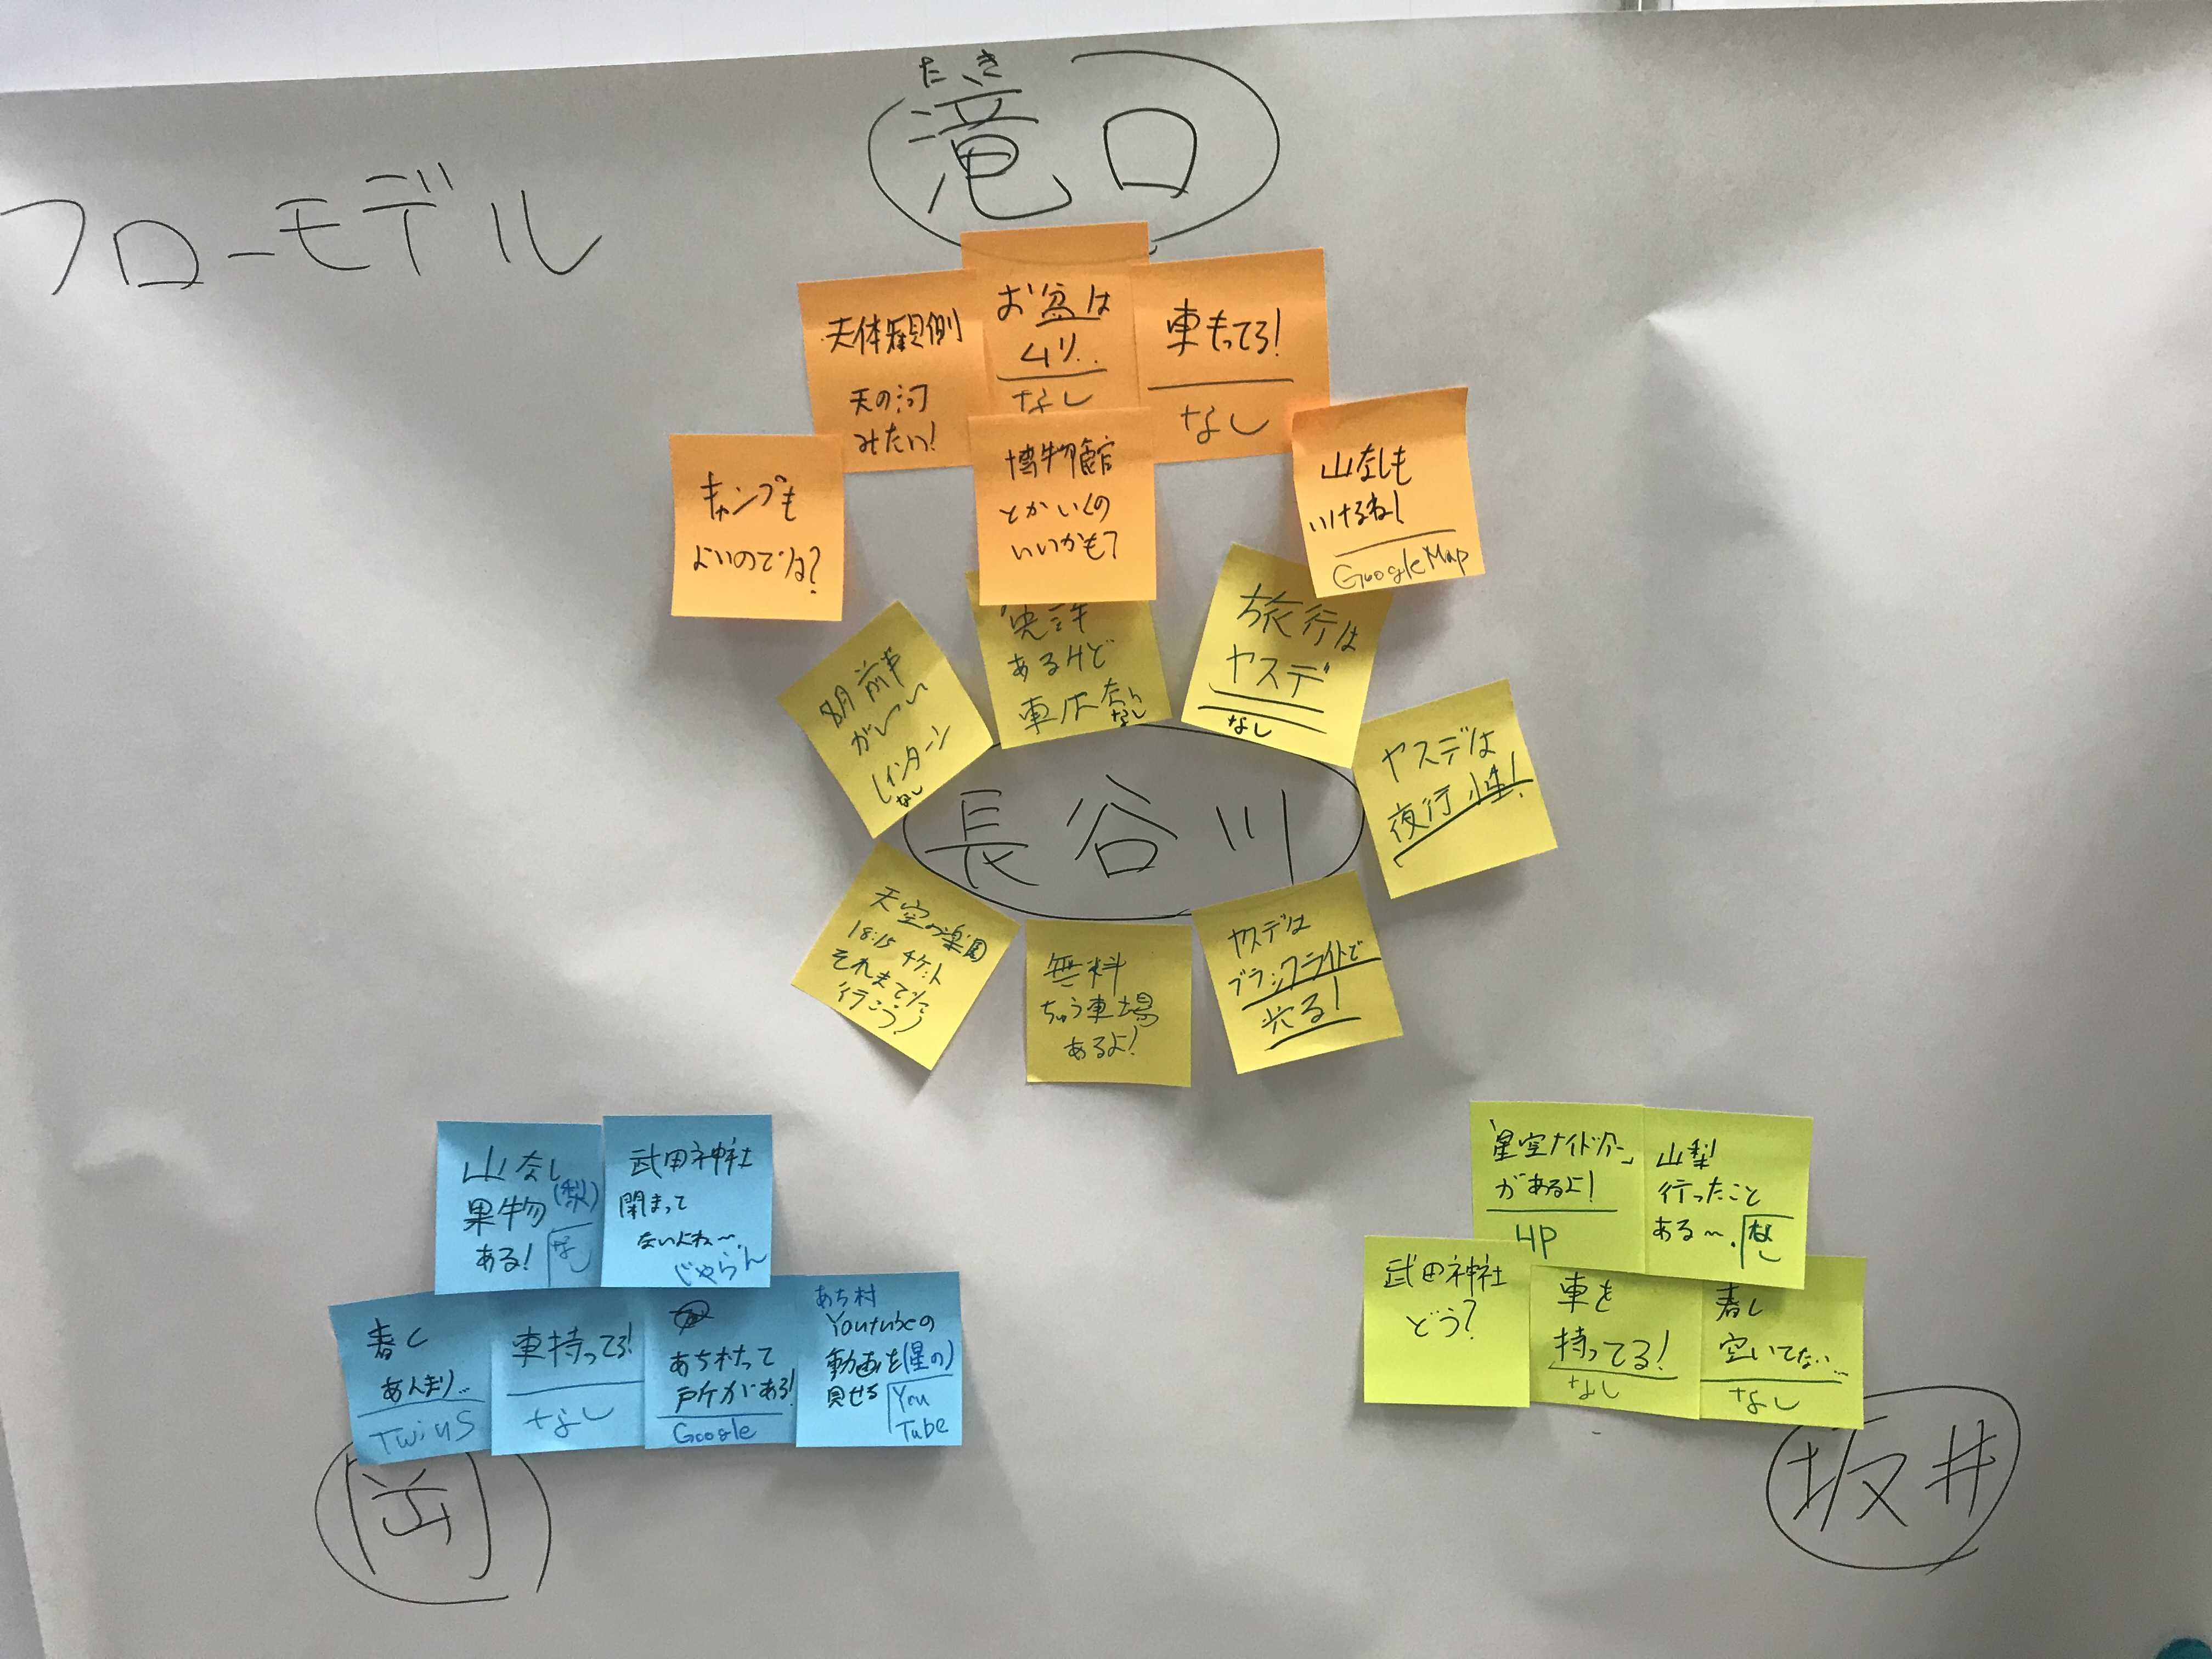 フローモデル
たき
滝口
天体観側
天の河
みたい!
お盆は
ムリ..
なし
車もってる!
なし
キャンプも
よいのでは?
博物館
とかいくの
いいかも?
山なしも
いけるね!
Google Map
8月前半
がいい
インターン
なし
免許
あるけど
車は
なし
旅行は
ヤスデ
なし
ヤスデは
夜行性!
長谷川
天空の楽園
18:15 チケット
それまでに
行こう!
無料
ちゅう車場
あるよ!
ヤスデは
ブラックライトで
光る!
山なし
(梨)
果物
ある!
なし
武田神社
閉まって
ないよね〜
じゃらん
春C
あんまり...
TwinS
車持ってる!
なし
あち村って
所がある!
Google
あち村
Youtubeの
動画を(星の)
見せる
You
Tube
岡
「星空ナイトツアー」
があるよ!
HP
山梨
行ったこと
ある〜.
なし
武田神社
どう?
車を
持ってる!
なし
春C
空いてない...
なし
坂井